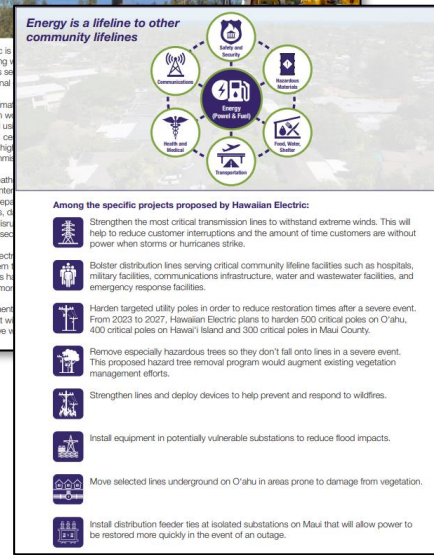 Energy is a lifeline to other
community lifelines
Safety and
Security
Communications
Hazardous
Materials
Energy
(Power & Fuel)
Health and
Medical
Food, Water,
Shelter
Transportation
Among the specific projects proposed by Hawaiian Electric:
Strengthen the most critical transmission lines to withstand extreme winds. This will
help to reduce customer interruptions and the amount of time customers are without
power when storms or hurricanes strike.
Bolster distribution lines serving critical community lifeline facilities such as hospitals,
military facilities, communications infrastructure, water and wastewater facilities, and
emergency response facilities.
Harden targeted utility poles in order to reduce restoration times after a severe event.
From 2023 to 2027, Hawaiian Electric plans to harden 500 critical poles on O‘ahu,
400 critical poles on Hawai‘i Island and 300 critical poles in Maui County.
Remove especially hazardous trees so they don’t fall onto lines in a severe event.
This proposed hazard tree removal program would augment existing vegetation
management efforts.
Strengthen lines and deploy devices to help prevent and respond to wildfires.
Install equipment in potentially vulnerable substations to reduce flood impacts.
Move selected lines underground on O‘ahu in areas prone to damage from vegetation.
Install distribution feeder ties at isolated substations on Maui that will allow power to
be restored more quickly in the event of an outage.